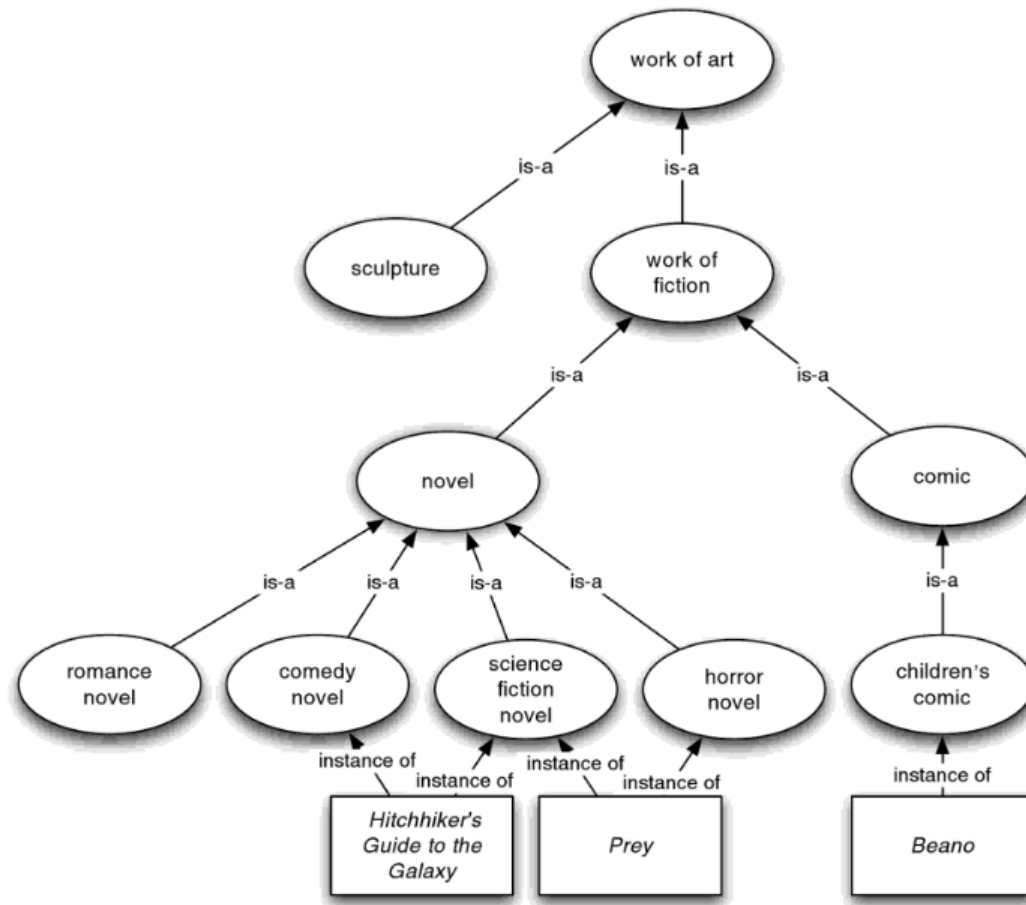 work of art
is-a
is-a
sculpture
work of
fiction
is-a
is-a
novel
comic
is-a
is-a
is-a
is-a
is-a
romance
novel
comedy
novel
science
fiction
novel
horror
novel
children's
comic
instance of
instance of
instance of
instance of
instance of
Hitchhiker's
Guide to the
Galaxy
Prey
Beano